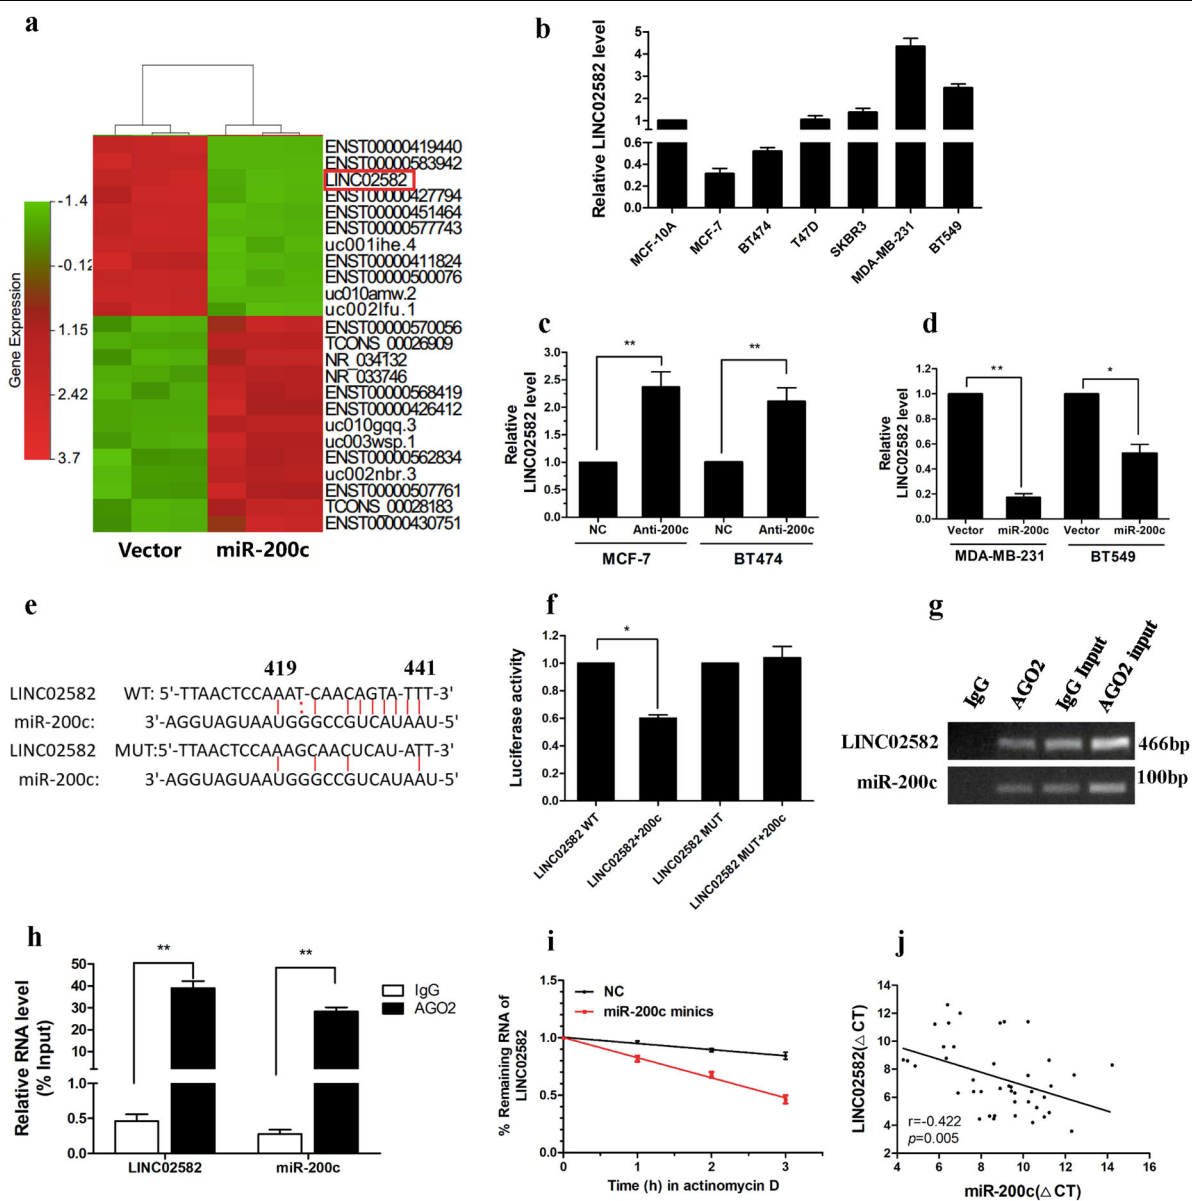 a
ENST00000419440
ENST00000583942
LINC02582
ENST00000427794
ENST00000451464
ENST00000577743
uc001ihe.4
ENST00000411824
ENST00000500076
uc010amw.2
uc002lfu.1
ENST00000570056
TCONS_00026909
NR_034132
NR_033746
ENST00000568419
ENST00000426412
uc010gqq.3
uc003wsp.1
ENST00000562834
uc002nbr.3
ENST00000507761
TCONS_00028183
ENST00000430751
Gene Expression
-1.4
-0.12
1.15
2.42
3.7
Vector miR-200c
b
Relative LINC02582 level
5
4
3
2
1
0.6
0.4
0.2
0.0
MCF-10A MCF-7 BT474 T47D SKBR3 MDA-MB-231 BT549
c
Relative
LINC02582 level
3.0
2.5
2.0
1.5
1.0
0.5
0.0
** **
NC Anti-200c NC Anti-200c
MCF-7 BT474
d
Relative
LINC02582 level
1.2
1.0
0.8
0.6
0.4
0.2
0
** *
Vector miR-200c Vector miR-200c
MDA-MB-231 BT549
e
419 441
LINC02582 WT: 5'-TTAACTCCAAAT-CAACAGTA-TTT-3'
miR-200c: 3'-AGGUAGUAAUGGGCCGUCAUAAU-5'
LINC02582 MUT:5'-TTAACTCCAAAGCAACUCAU-ATT-3'
miR-200c: 3'-AGGUAGUAAUGGGCCGUCAUAAU-5'
f
Luciferase activity
1.2
1.0
0.8
0.6
0.4
0.2
0.0
*
LINC02582 WT LINC02582+200c LINC02582 MUT LINC02582 MUT+200c
g
IgG AGO2 IgG Input AGO2 input
LINC02582 466bp
miR-200c 100bp
h
Relative RNA level
(% Input)
50
40
30
20
10
1.0
0.5
0.0
** **
IgG
AGO2
LINC02582 miR-200c
i
% Remaining RNA of
LINC02582
1.5
1.0
0.5
0.0
NC
miR-200c minics
0 1 2 3
Time (h) in actinomycin D
j
LINC02582(△CT)
14
12
10
8
6
4
2
r=-0.422
p=0.005
4 6 8 10 12 14 16
miR-200c(△CT)